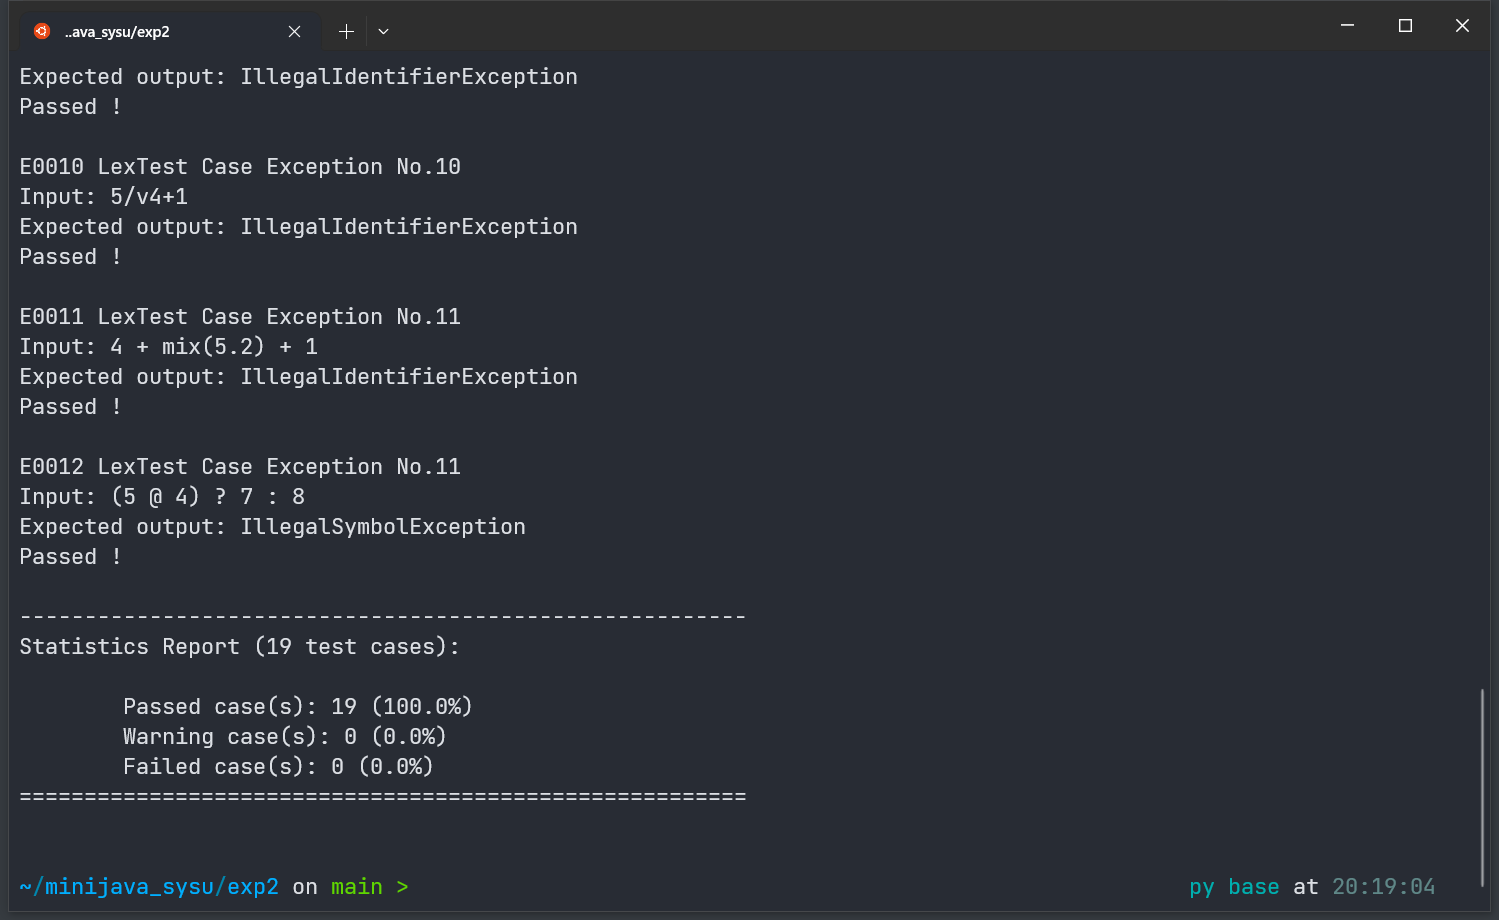 ..ava_sysu/exp2
Expected output: IllegalIdentifierException
Passed !
E0010 LexTest Case Exception No.10
Input: 5/v4+1
Expected output: IllegalIdentifierException
Passed !
E0011 LexTest Case Exception No.11
Input: 4 + mix(5.2) + 1
Expected output: IllegalIdentifierException
Passed !
E0012 LexTest Case Exception No.11
Input: (5 @ 4) ? 7 : 8
Expected output: IllegalSymbolException
Passed !
--------------------------------------------------------
Statistics Report (19 test cases):
Passed case(s): 19 (100.0%)
Warning case(s): 0 (0.0%)
Failed case(s): 0 (0.0%)
========================================================
~/minijava_sysu/exp2 on main > py base at 20:19:04